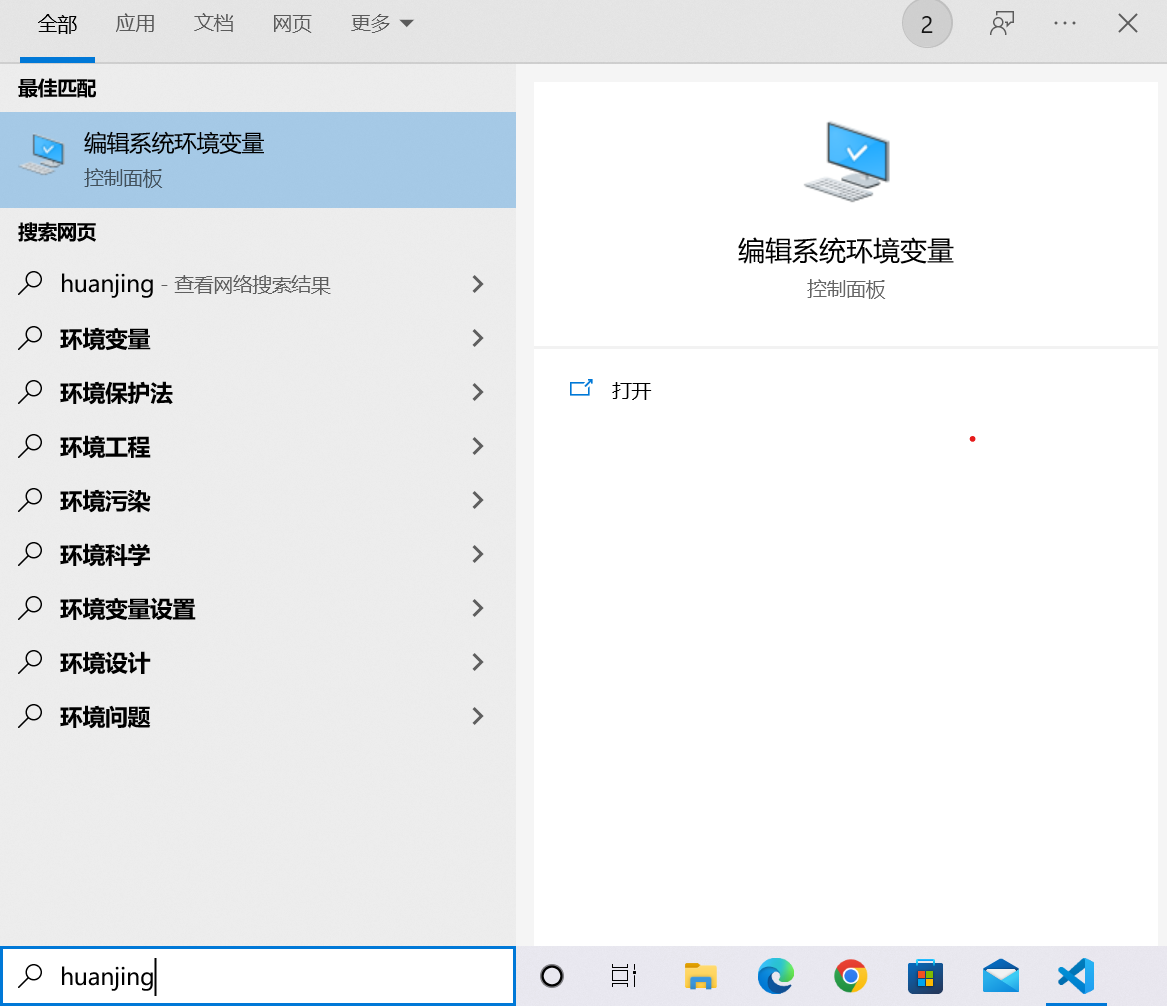 全部 应用 文档 网页 更多 2
最佳匹配
编辑系统环境变量
控制面板
搜索网页
huanjing - 查看网络搜索结果
环境变量
环境保护法
环境工程
环境污染
环境科学
环境变量设置
环境设计
环境问题
编辑系统环境变量
控制面板
打开
huanjing